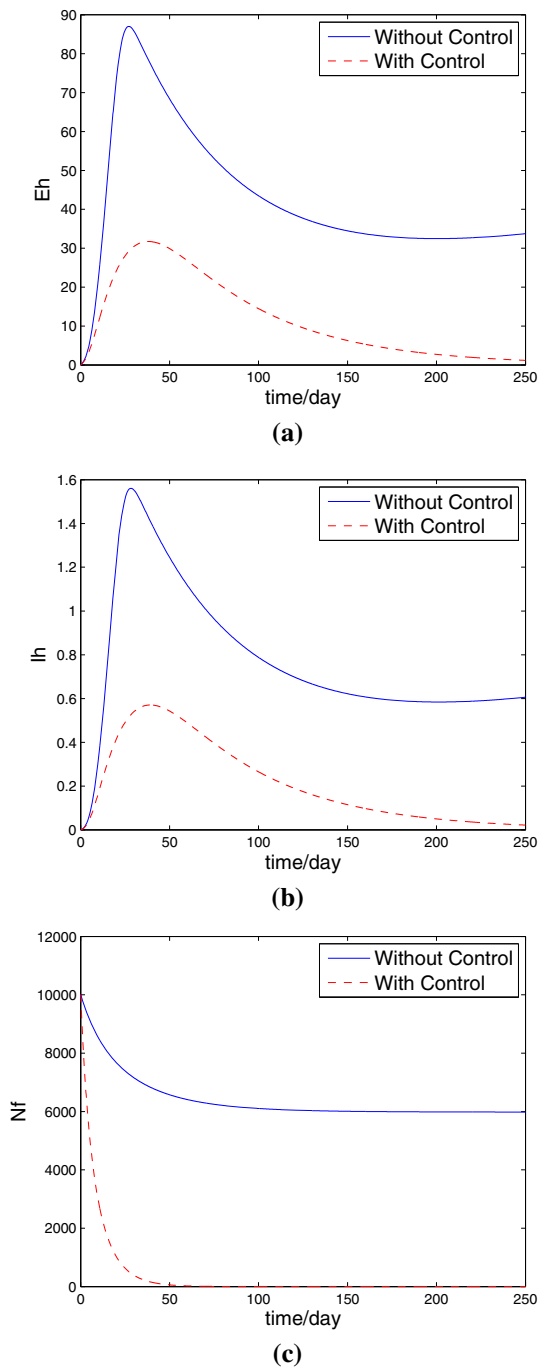 90
80
70
60
50
40
30
20
10
0
Eh
Without Control
With Control
0 50 100 150 200 250
time/day
(a)
1.6
1.4
1.2
1
0.8
0.6
0.4
0.2
0
Ih
Without Control
With Control
0 50 100 150 200 250
time/day
(b)
12000
10000
8000
6000
4000
2000
0
Nf
Without Control
With Control
0 50 100 150 200 250
time/day
(c)